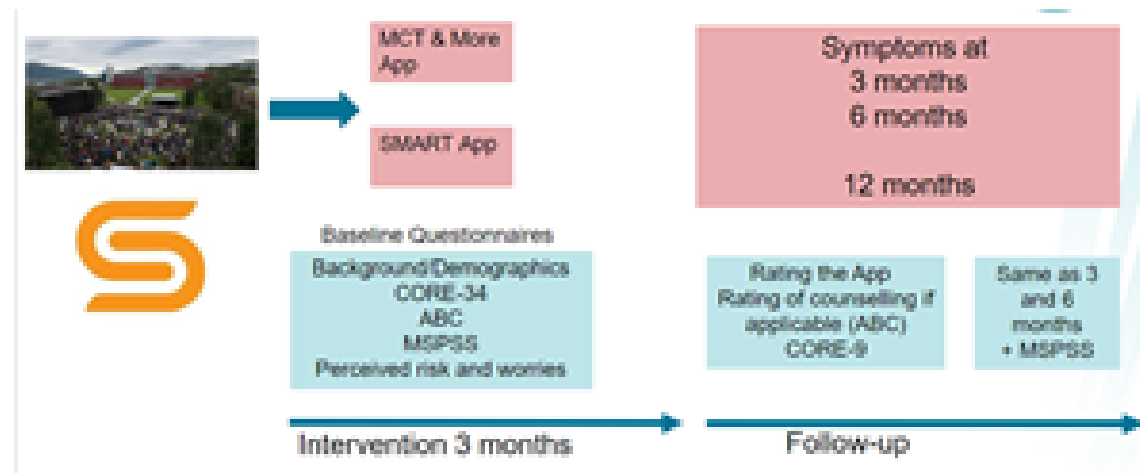 MCT & More
App
SMART App
Symptoms at
3 months
6 months
12 months
Baseline Questionnaires
Background/Demographics
CORE-34
ABC
MSPSS
Perceived risk and worries
Rating the App
Rating of counselling if
applicable (ABC)
CORE-9
Same as 3
and 6
months
+ MSPSS
Intervention 3 months
Follow-up